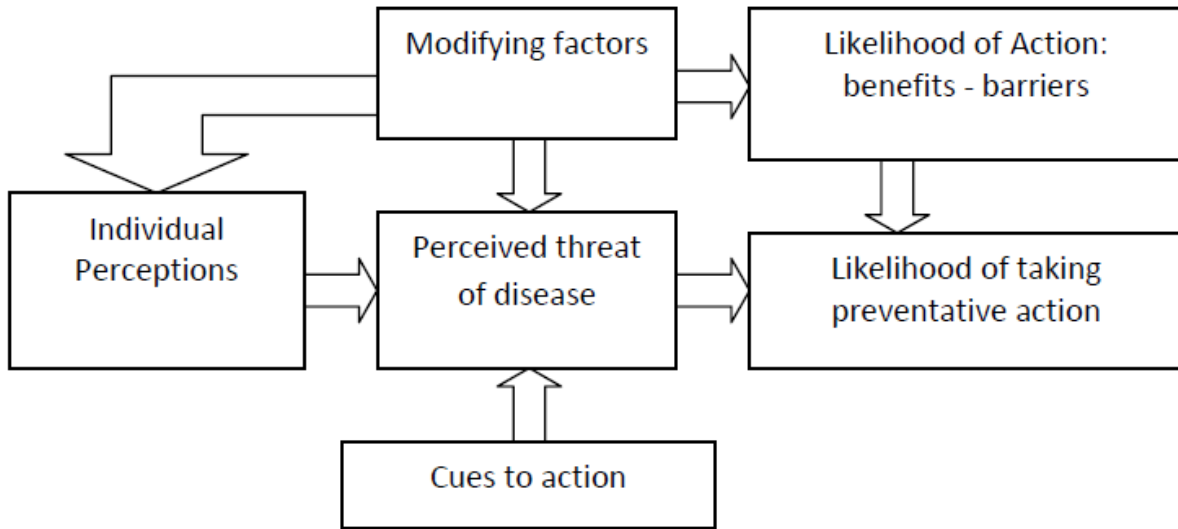 Modifying factors
Likelihood of Action:
benefits - barriers
Individual
Perceptions
Perceived threat
of disease
Likelihood of taking
preventative action
Cues to action